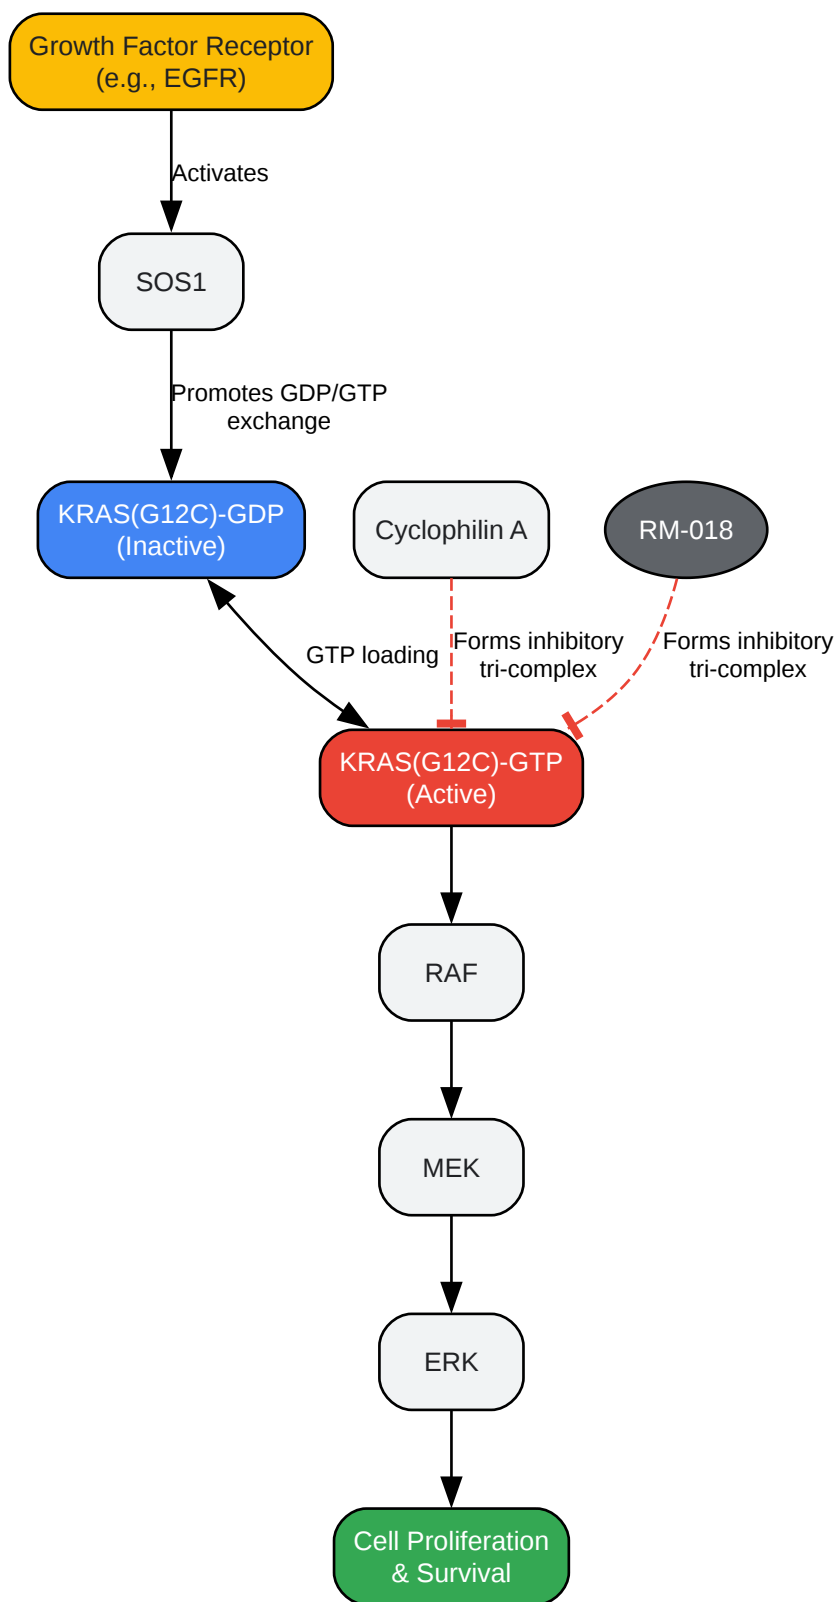 Growth Factor Receptor
(e.g., EGFR)
Activates
SOS1
Promotes GDP/GTP
exchange
KRAS(G12C)-GDP
(Inactive)
Cyclophilin A
RM-018
GTP loading
Forms inhibitory
tri-complex
Forms inhibitory
tri-complex
KRAS(G12C)-GTP
(Active)
RAF
MEK
ERK
Cell Proliferation
& Survival